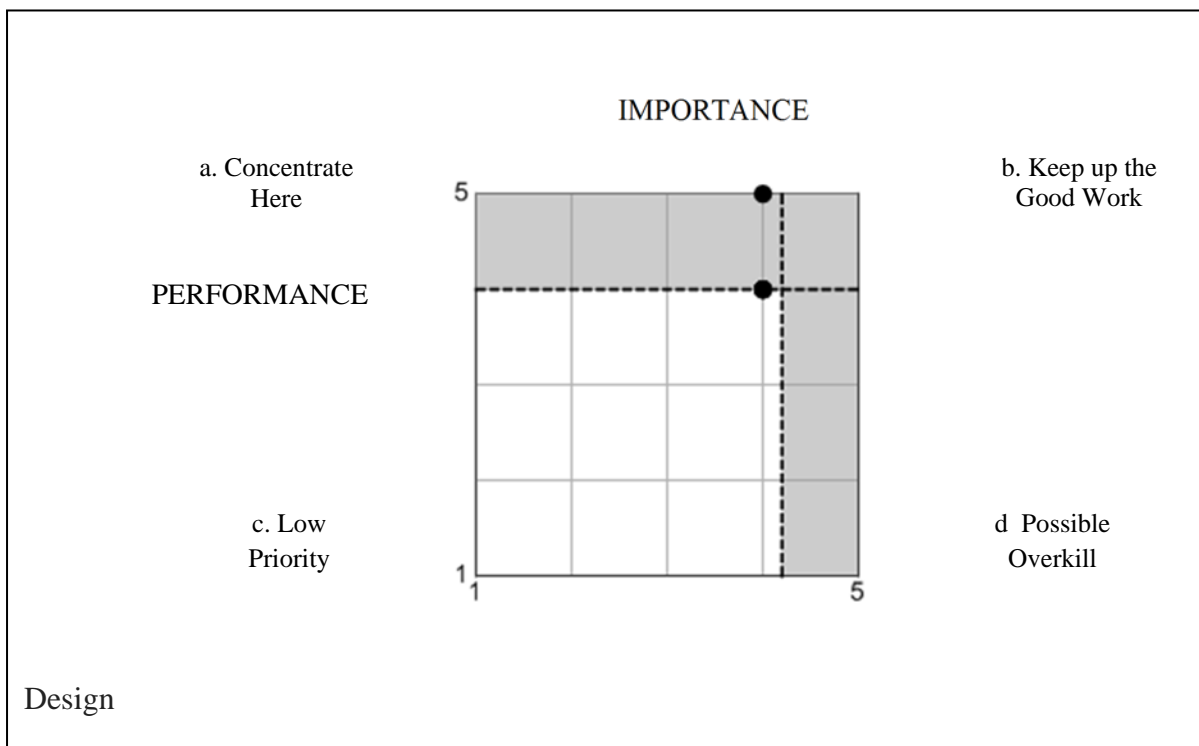 IMPORTANCE
a. Concentrate
Here
b. Keep up the
Good Work
5
PERFORMANCE
c. Low
Priority
d Possible
Overkill
1
1
5
Design